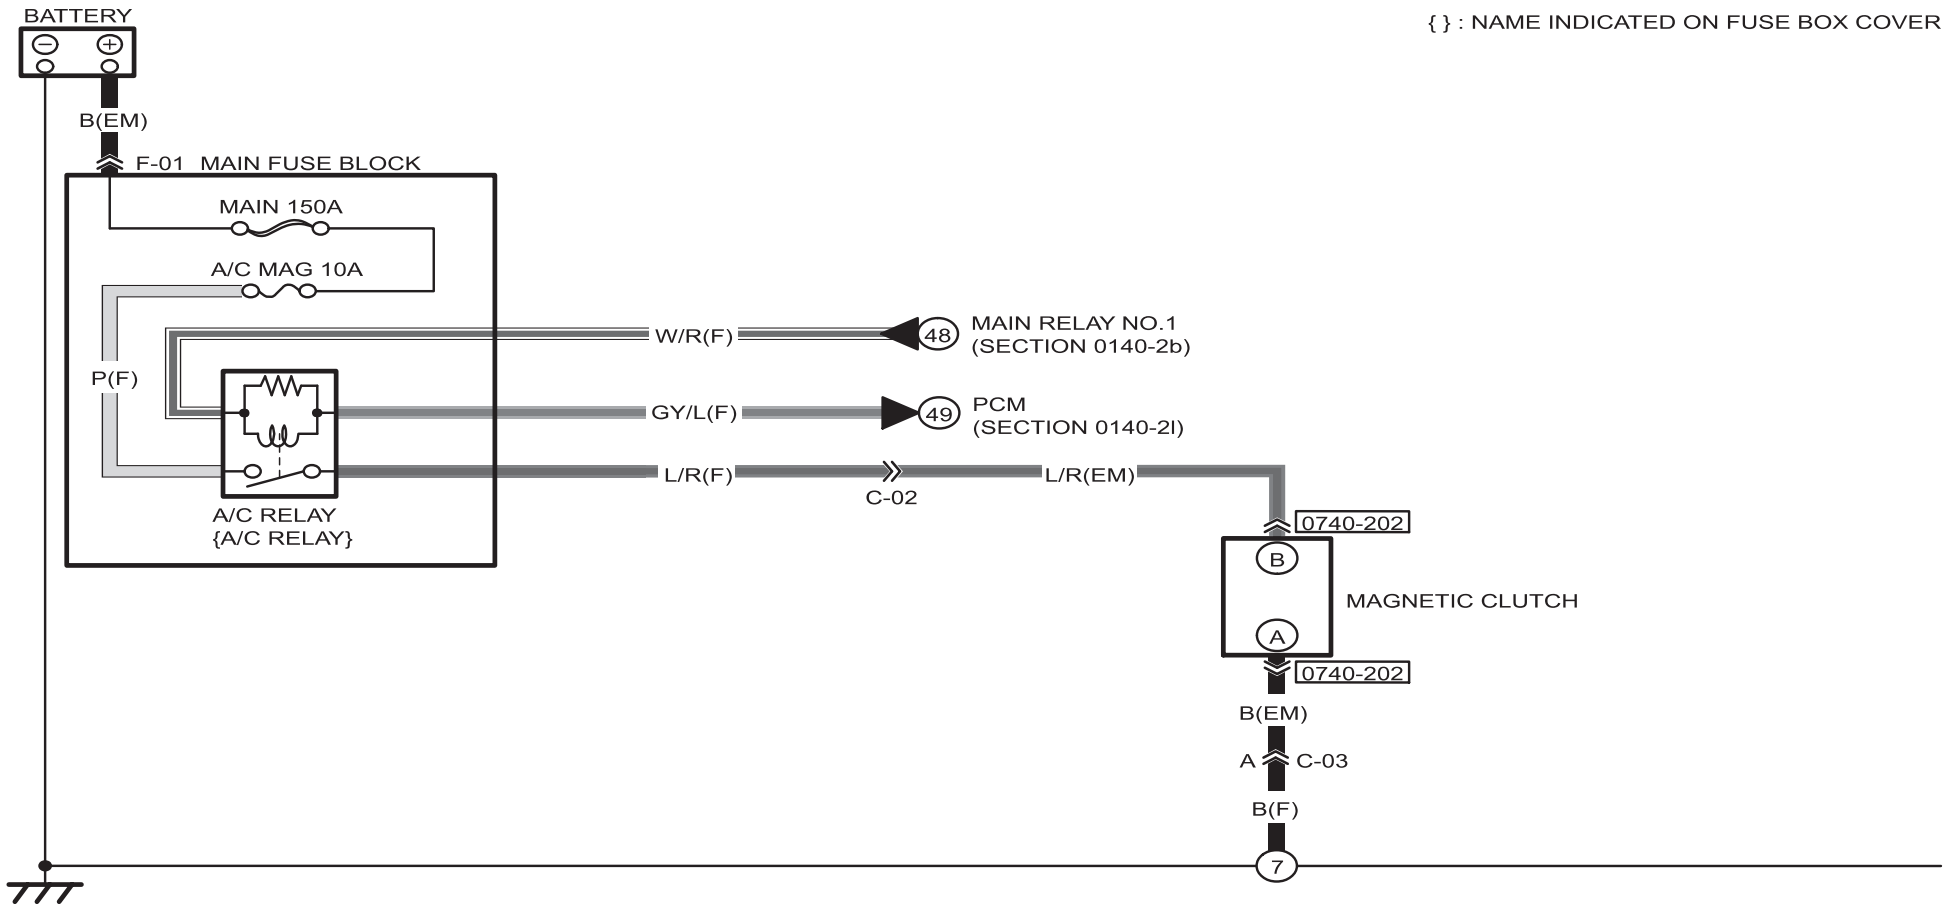 BATTERY
{ } : NAME INDICATED ON FUSE BOX COVER
− +
B(EM)
F-01 MAIN FUSE BLOCK
MAIN 150A
A/C MAG 10A
W/R(F)
48
MAIN RELAY NO.1
(SECTION 0140-2b)
P(F)
GY/L(F)
49
PCM
(SECTION 0140-2l)
L/R(F)
C-02
L/R(EM)
A/C RELAY
{A/C RELAY}
0740-202
B
MAGNETIC CLUTCH
A
0740-202
B(EM)
A C-03
B(F)
7